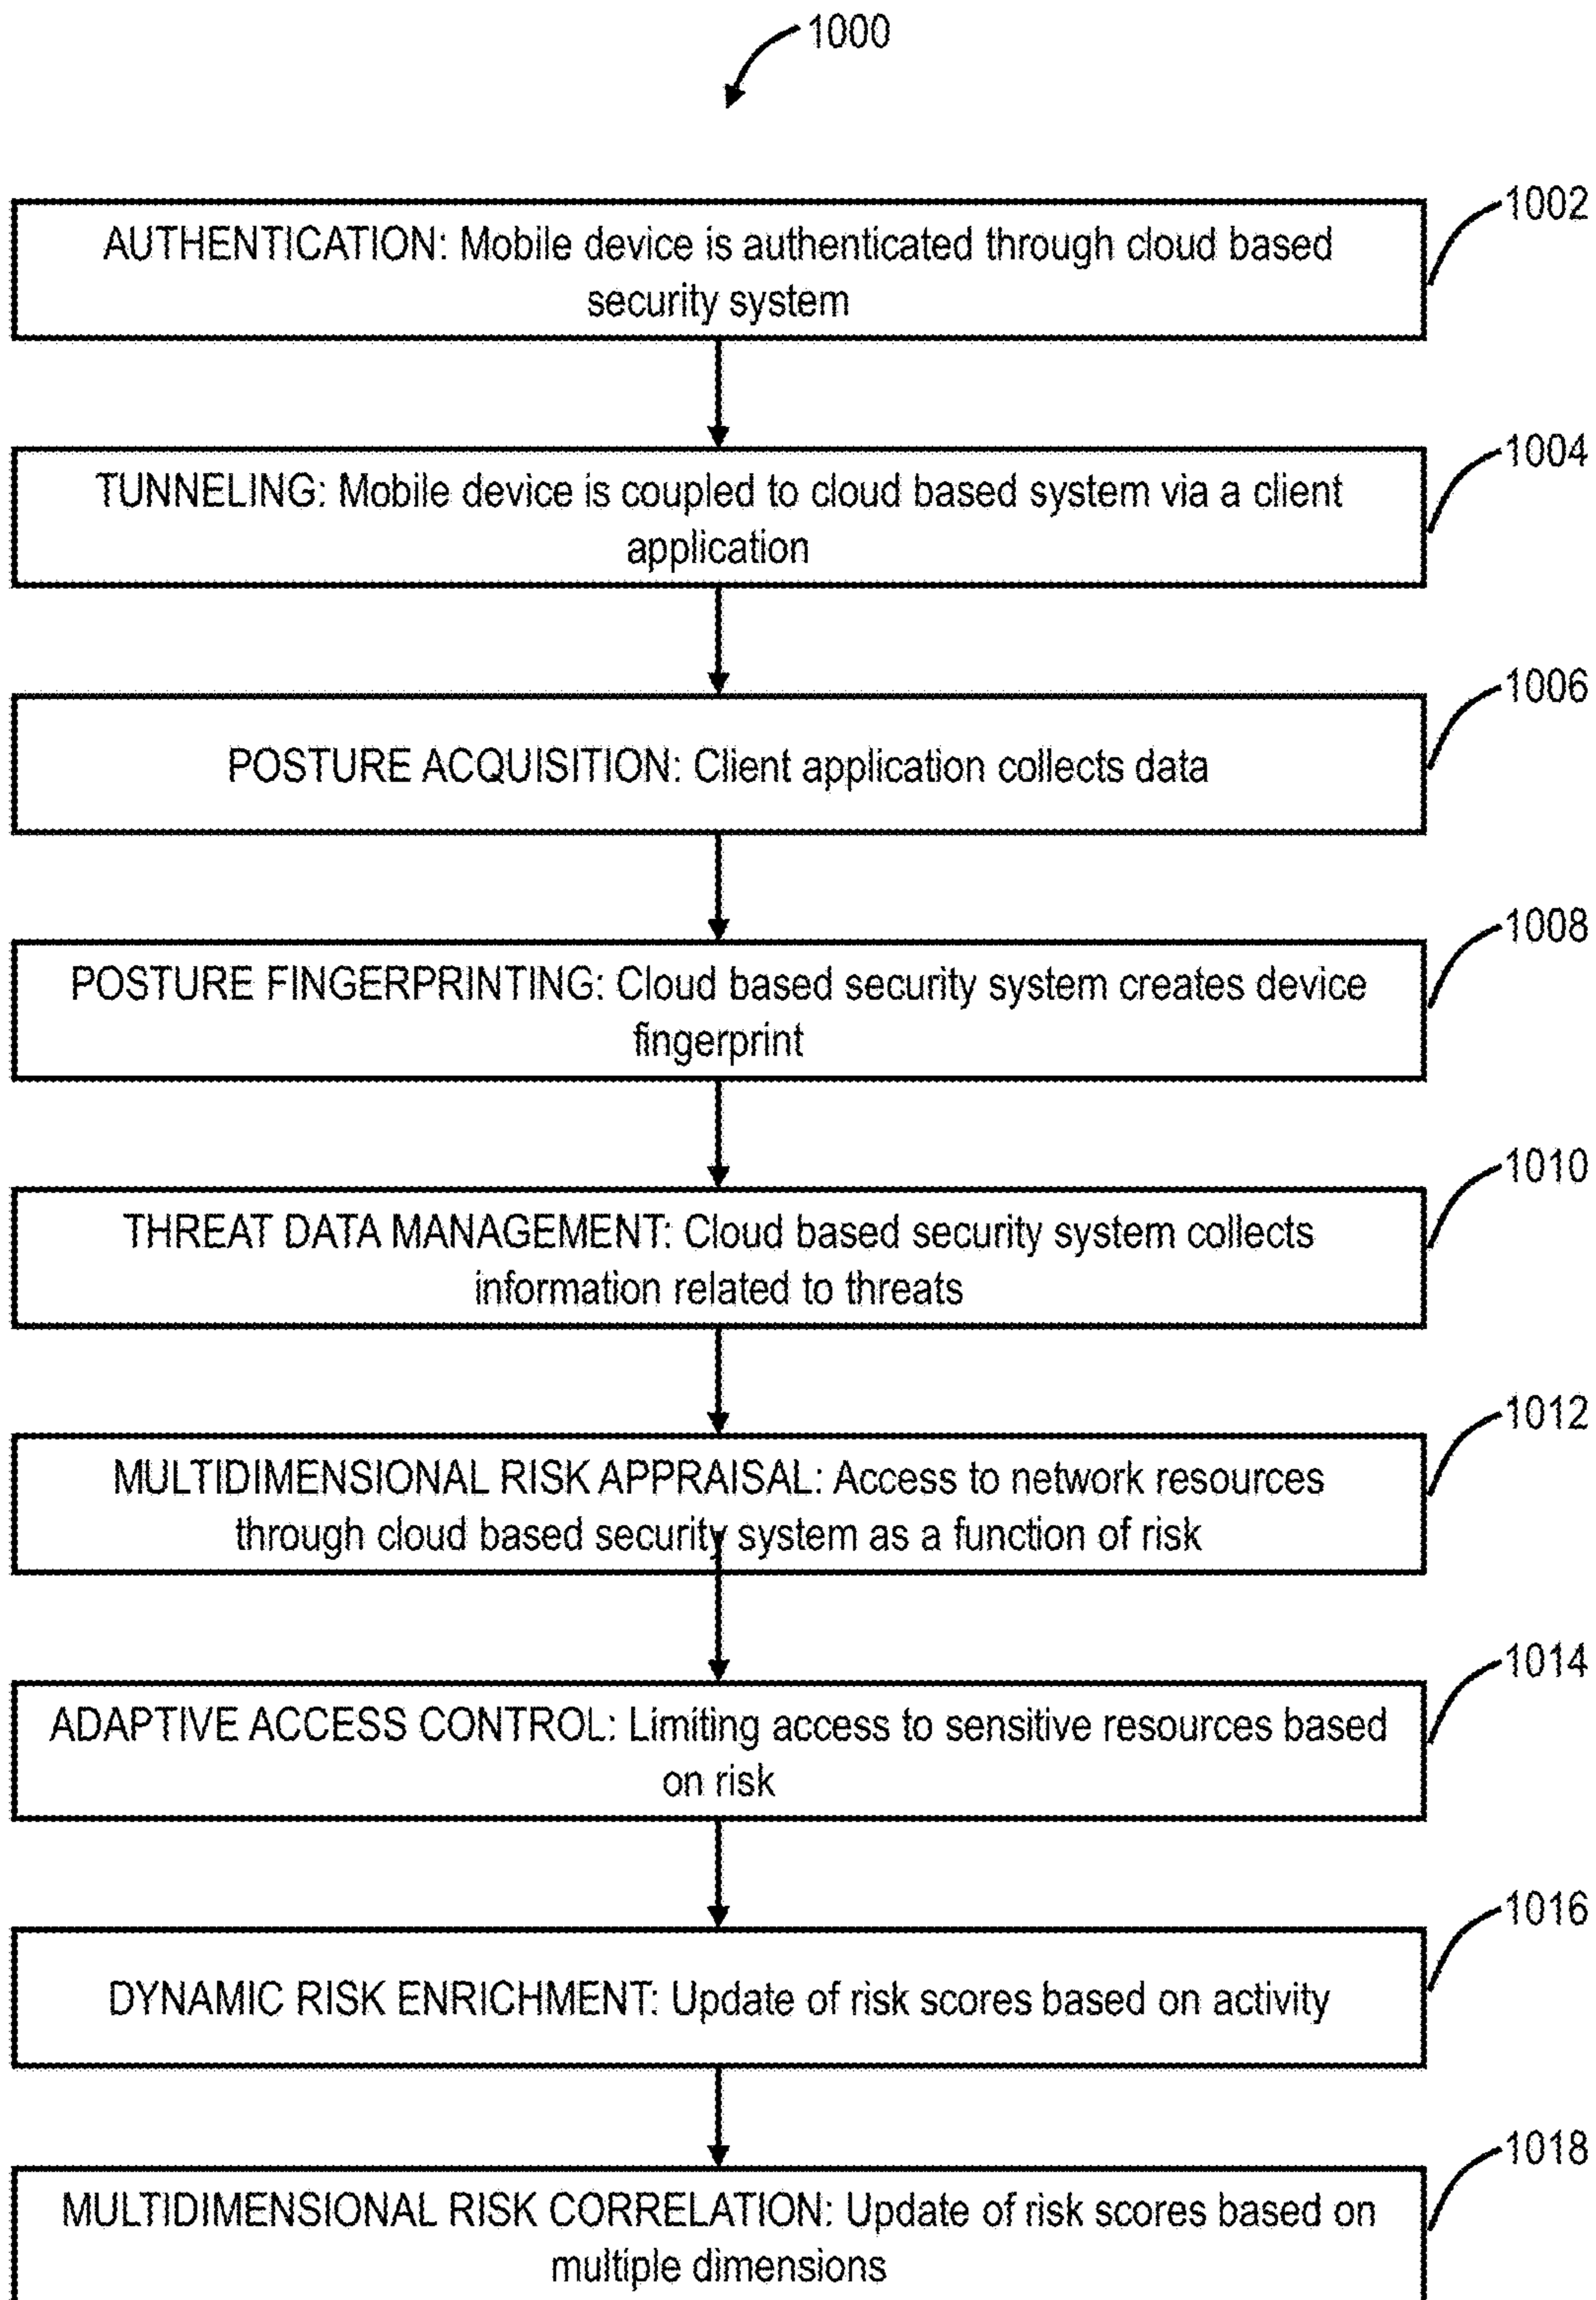 1000
1002
AUTHENTICATION: Mobile device is authenticated through cloud based
security system
1004
TUNNELING: Mobile device is coupled to cloud based system via a client
application
1006
POSTURE ACQUISITION: Client application collects data
1008
POSTURE FINGERPRINTING: Cloud based security system creates device
fingerprint
1010
THREAT DATA MANAGEMENT: Cloud based security system collects
information related to threats
1012
MULTIDIMENSIONAL RISK APPRAISAL: Access to network resources
through cloud based security system as a function of risk
1014
ADAPTIVE ACCESS CONTROL: Limiting access to sensitive resources based
on risk
1016
DYNAMIC RISK ENRICHMENT: Update of risk scores based on activity
1018
MULTIDIMENSIONAL RISK CORRELATION: Update of risk scores based on
multiple dimensions